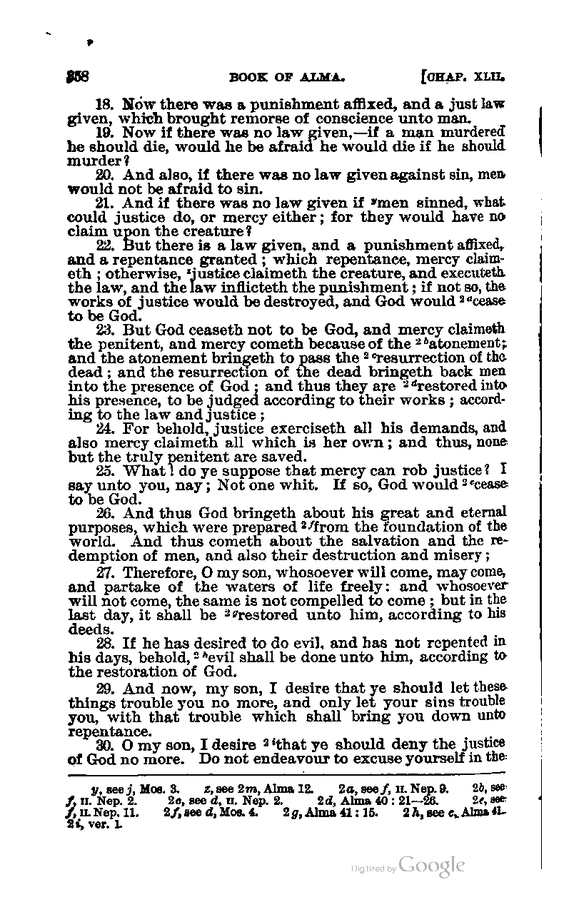 358 BOOK OF ALMA. [CHAP. XLII.
18. Now there was a punishment affixed, and a just law
given, which brought remorse of conscience unto man.
19. Now if there was no law given,—if a man murdered
he should die, would he be afraid he would die if he should
murder?
20. And also, if there was no law given against sin, men
would not be afraid to sin.
21. And if there was no law given if ymen sinned, what
could justice do, or mercy either; for they would have no
claim upon the creature?
22. But there is a law given, and a punishment affixed,
and a repentance granted; which repentance, mercy claim-
eth; otherwise, zjustice claimeth the creature, and executeth
the law, and the law inflicteth the punishment; if not so, the
works of justice would be destroyed, and God would 2acease
to be God.
23. But God ceaseth not to be God, and mercy claimeth
the penitent, and mercy cometh because of the 2batonement;
and the atonement bringeth to pass the 2cresurrection of the
dead; and the resurrection of the dead bringeth back men
into the presence of God; and thus they are 2drestored into
his presence, to be judged according to their works; accord-
ing to the law and justice;
24. For behold, justice exerciseth all his demands, and
also mercy claimeth all which is her own; and thus, none
but the truly penitent are saved.
25. What! do ye suppose that mercy can rob justice? I
say unto you, nay; Not one whit. If so, God would 2ecease
to be God.
26. And thus God bringeth about his great and eternal
purposes, which were prepared 2ffrom the foundation of the
world. And thus cometh about the salvation and the re-
demption of men, and also their destruction and misery;
27. Therefore, O my son, whosoever will come, may come,
and partake of the waters of life freely: and whosoever
will not come, the same is not compelled to come; but in the
last day, it shall be 2grestored unto him, according to his
deeds.
28. If he has desired to do evil, and has not repented in
his days, behold, 2hevil shall be done unto him, according to
the restoration of God.
29. And now, my son, I desire that ye should let these
things trouble you no more, and only let your sins trouble
you, with that trouble which shall bring you down unto
repentance.
30. O my son, I desire 2ithat ye should deny the justice
of God no more. Do not endeavour to excuse yourself in the
y, see j, Mos. 3. z, see 2m, Alma 12. 2a, see f, II. Nep. 9. 2b, see
f, II. Nep. 2. 2c, see d, II. Nep. 2. 2d, Alma 40: 21—26. 2e, see
f, II. Nep. 11. 2f, see d, Mos. 4. 2g, Alma 41: 15. 2h, see e, Alma 41.
2i, ver. 1.
Digitized by Google